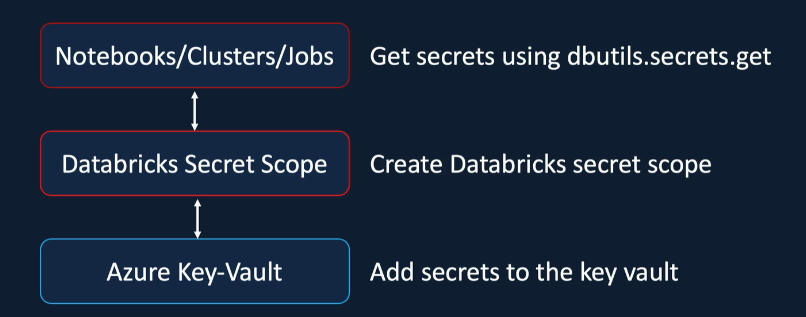 Notebooks/Clusters/Jobs
Get secrets using dbutils.secrets.get
Databricks Secret Scope
Create Databricks secret scope
Azure Key-Vault
Add secrets to the key vault